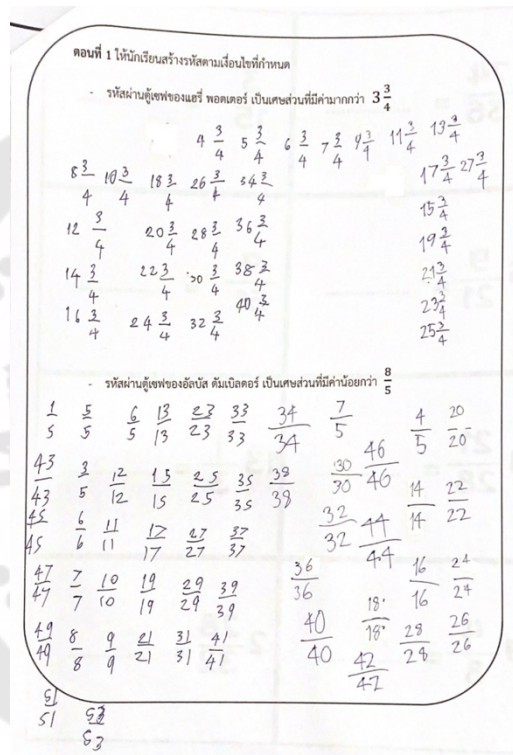 ตอนที่ 1 ให้นักเรียนสร้างรหัสตามเงื่อนไขที่กำหนด
- รหัสผ่านตู้เซฟของแฮรี่ พอตเตอร์ เป็นเศษส่วนที่มีค่ามากกว่า 3 3/4
9 3/4 5 3/4 6 3/4 7 3/4 9 3/4 11 3/4 13 3/4
8 3/4 10 3/4 18 3/4 26 3/4 34 3/4 17 3/4 27 3/4
12 3/4 20 3/4 28 3/4 36 3/4 15 3/4
19 3/4
14 3/4 22 3/4 30 3/4 38 3/4 21 3/4
16 3/4 24 3/4 32 3/4 40 3/4 23 3/4
25 3/4
- รหัสผ่านตู้เซฟของอัลบัส ดัมเบิลดอร์ เป็นเศษส่วนที่มีค่าน้อยกว่า 8/5
1/5 5/5 6/5 13/13 23/23 33/33 34/34 7/5 4/5 20/20
43/43 3/5 12/12 15/15 25/25 35/35 38/38 30/30 46/46 14/14 22/22
45/45 6/6 11/11 17/17 27/27 37/37 32/32 44/44
47/47 7/7 10/10 19/19 29/29 39/39 36/36 18/18 16/16 24/24
49/49 8/8 9/9 21/21 31/31 41/41 40/40 42/42 28/28 26/26
51/51 53/53